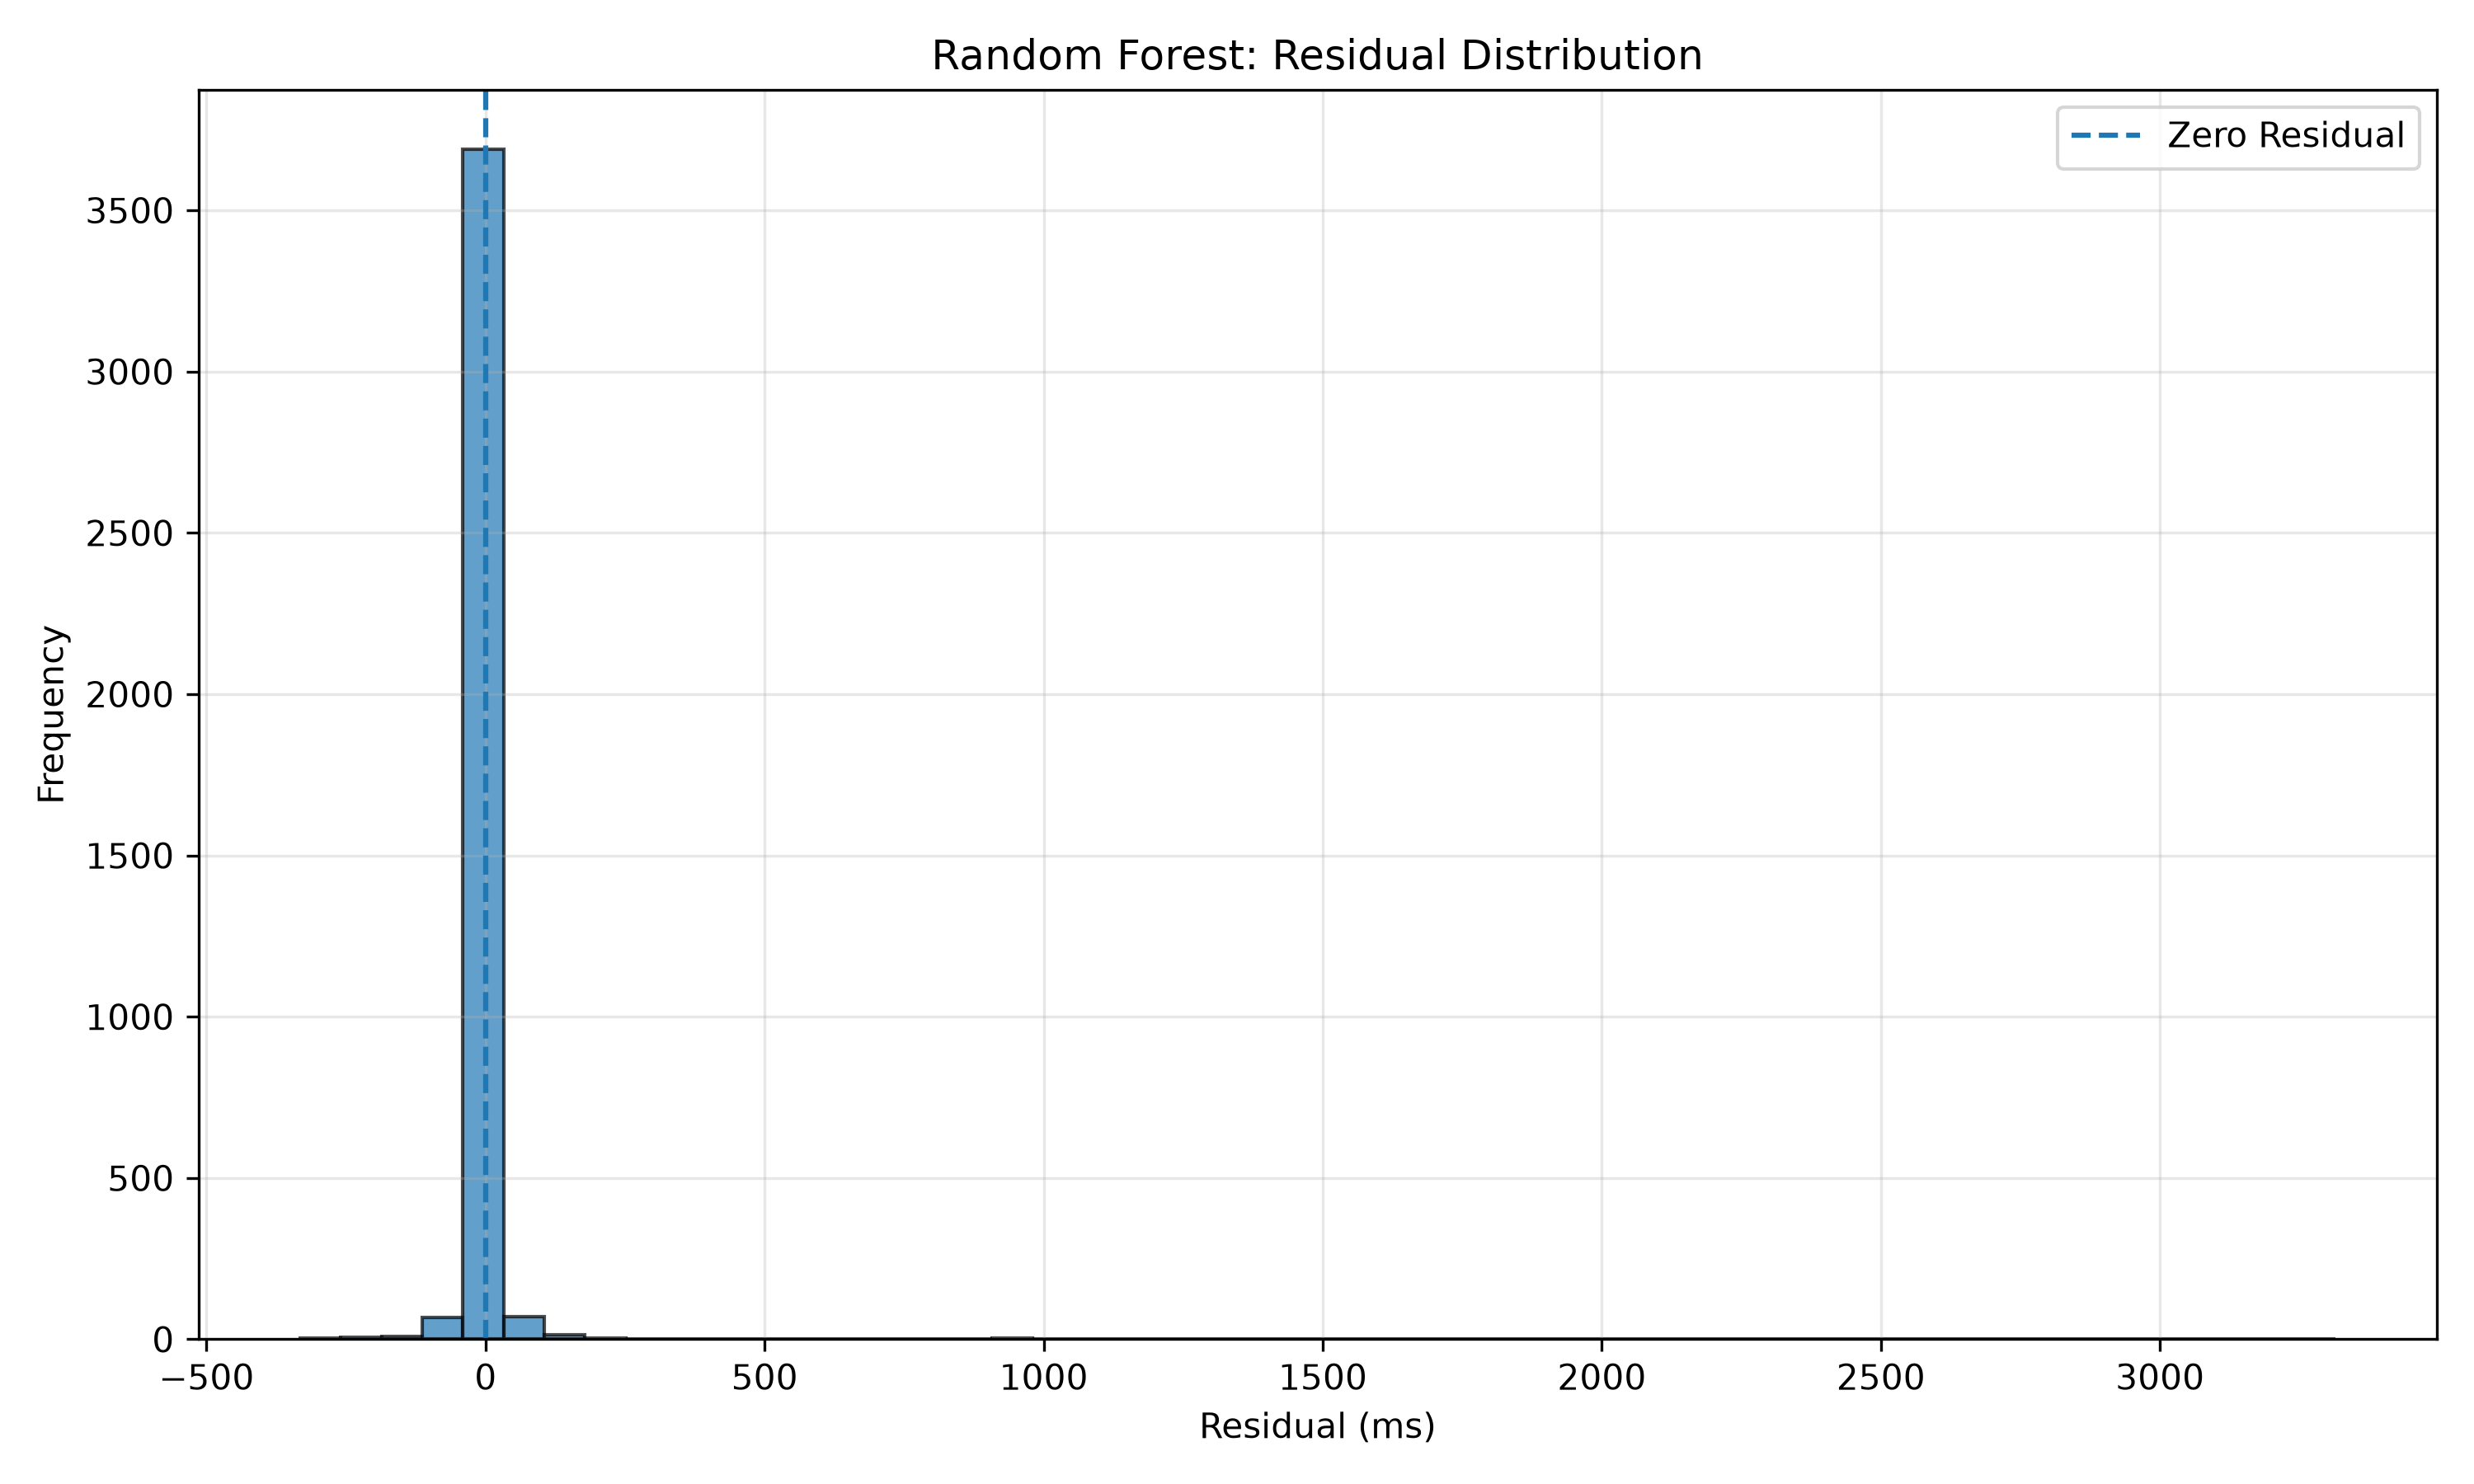 Random Forest: Residual Distribution
Zero Residual
3500
3000
2500
2000
1500
1000
500
0
Frequency
−500 0 500 1000 1500 2000 2500 3000
Residual (ms)